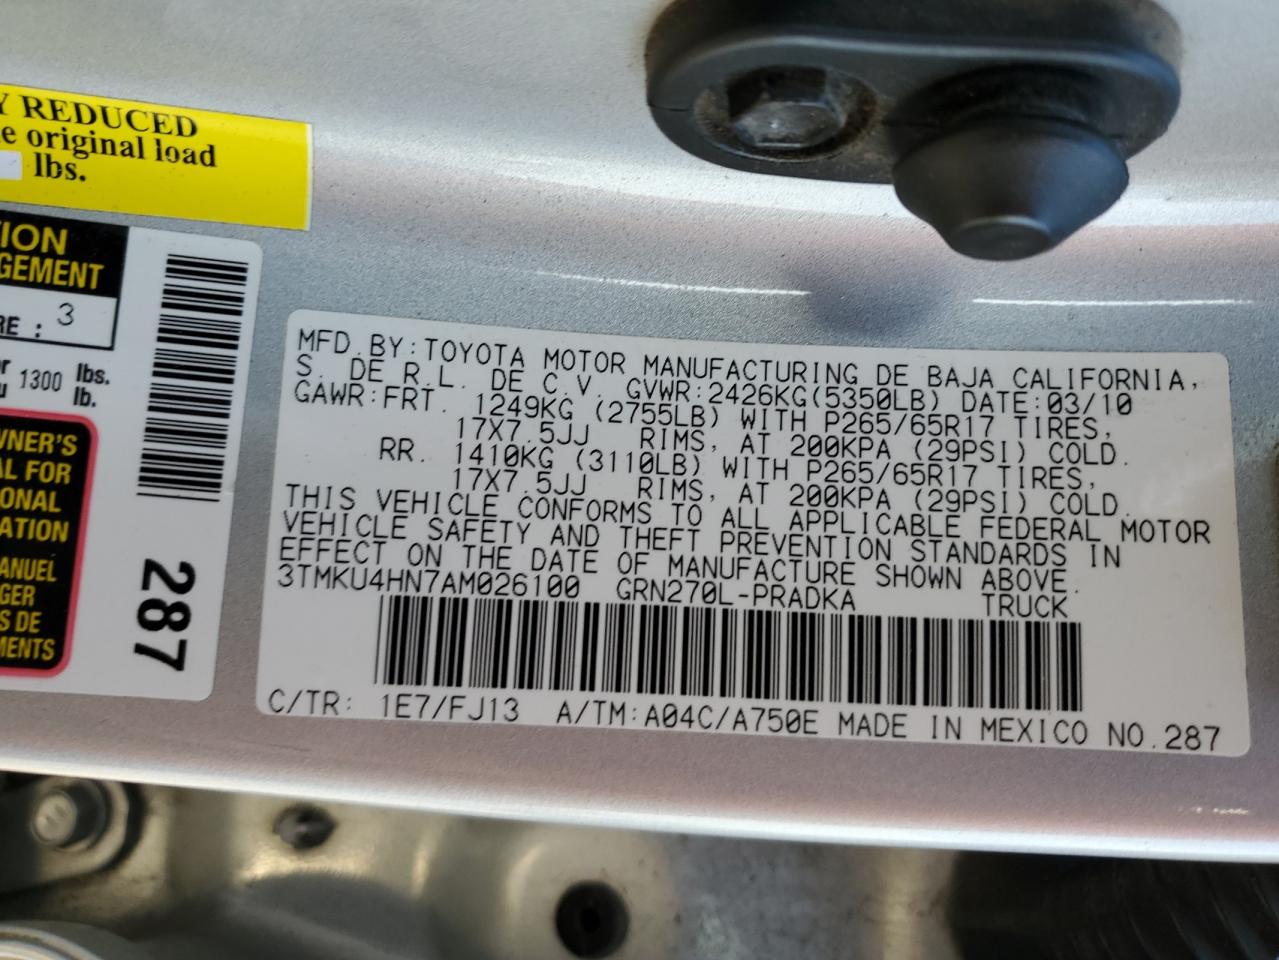 Y REDUCED
e original load
lbs.
ION
GEMENT
RE : 3
1300 lbs.
lb.
WNER'S
AL FOR
IONAL
ATION
ANUEL
GER
S DE
MENTS
287
MFD.BY:TOYOTA MOTOR MANUFACTURING DE BAJA CALIFORNIA,
S. DE R.L. DE C.V. GVWR:2426KG(5350LB) DATE:03/10
GAWR:FRT. 1249KG (2755LB) WITH P265/65R17 TIRES,
17X7.5JJ RIMS, AT 200KPA (29PSI) COLD.
RR. 1410KG (3110LB) WITH P265/65R17 TIRES,
17X7.5JJ RIMS, AT 200KPA (29PSI) COLD.
THIS VEHICLE CONFORMS TO ALL APPLICABLE FEDERAL MOTOR
VEHICLE SAFETY AND THEFT PREVENTION STANDARDS IN
EFFECT ON THE DATE OF MANUFACTURE SHOWN ABOVE.
3TMKU4HN7AM026100 GRN270L-PRADKA TRUCK
C/TR: 1E7/FJ13 A/TM:A04C/A750E MADE IN MEXICO NO.287